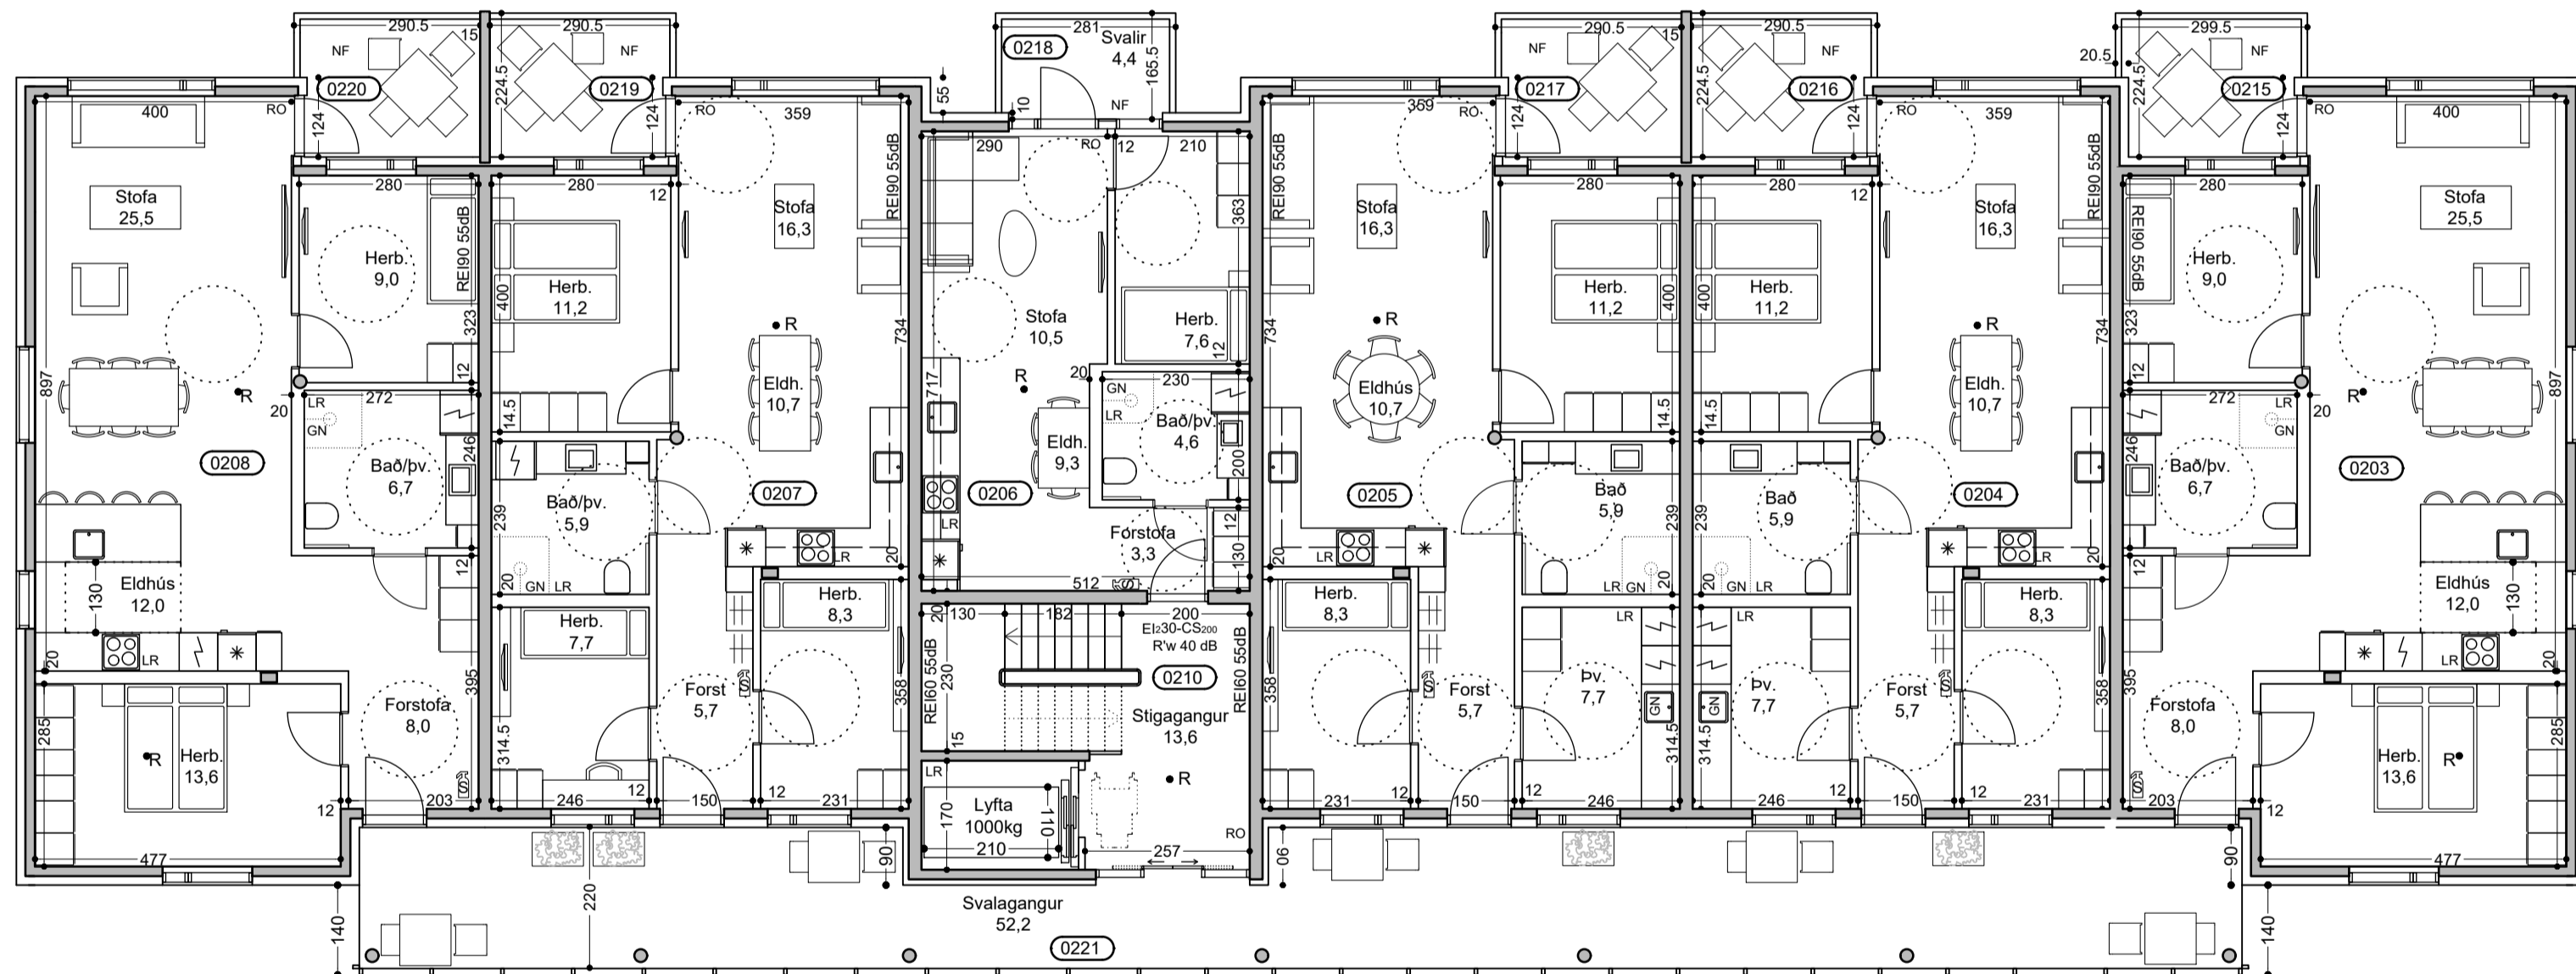 290.5
15
NF
0220
224.5
290.5
NF
0219
124
124
281
0218
Svalir
4,4
165.5
55
10
NF
290.5
15
NF
0217
124
224.5
290.5
NF
0216
124
299.5
20.5
NF
224.5
0215
124
400
RO
RO
359
REI90 55dB
290
RO
12
210
363
359
RO
REI90 55dB
RO
359
REI90 55dB
RO
400
Stofa
25,5
280
Herb.
9,0
REI90 55dB
323
12
280
12
Herb.
11,2
400
14.5
Stofa
16,3
R
734
Eldh.
10,7
Stofa
10,5
R
717
Herb.
7,6
12
Stofa
16,3
R
734
Eldhús
10,7
280
Herb.
11,2
400
14.5
280
12
Herb.
11,2
400
14.5
Stofa
16,3
R
734
Eldh.
10,7
280
REI90 55dB
Herb.
9,0
323
12
Stofa
25,5
897
R
20
LR
GN
272
246
Bað/þv.
6,7
0208
20
GN
LR
230
Bað/þv.
4,6
200
12
Eldh.
9,3
272
LR
GN
20
246
Bað/þv.
6,7
R
897
0203
239
Bað/þv.
5,9
20
GN
LR
0207
LR
20
0206
LR
Forstofa
3,3
130
512
S
0205
LR
20
Bað
5,9
239
LR
GN
20
239
Bað
5,9
20
GN
LR
0204
LR
20
Eldhús
12,0
130
20
LR
12
395
Forstofa
8,0
S
203
12
285
R
Herb.
13,6
477
Herb.
7,7
314.5
246
12
Forst
5,7
S
150
12
Herb.
8,3
358
231
20
130
182
200
EI₂30-CS₂₀₀
R'w 40 dB
REI60 55dB
230
REI60 55dB
0210
Stigagangur
13,6
15
R
LR
Lyfta
1000kg
210
170
110
257
RO
Herb.
8,3
358
231
12
Forst
5,7
S
150
12
LR
Þv.
7,7
GN
314.5
246
LR
Þv.
7,7
GN
314.5
246
12
Forst
5,7
S
150
12
Herb.
8,3
358
231
12
395
Forstofa
8,0
S
203
12
Eldhús
12,0
130
LR
20
Herb.
13,6
R
285
477
140
220
90
90
90
140
Svalagangur
52,2
0221